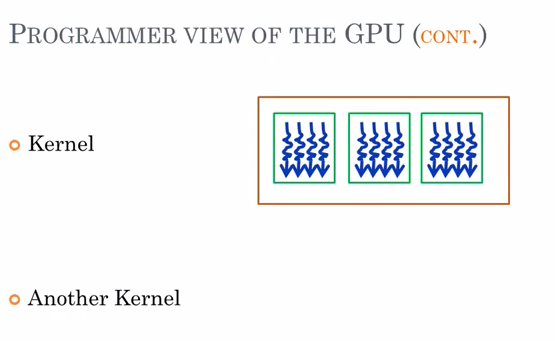 PROGRAMMER VIEW OF THE GPU (CONT.)
Kernel
Another Kernel